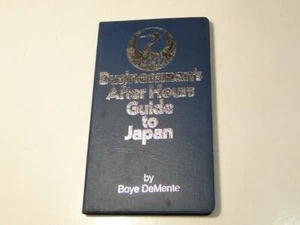 Businessman's
After Hours
Guide
to
Japan
by
Boye DeMente